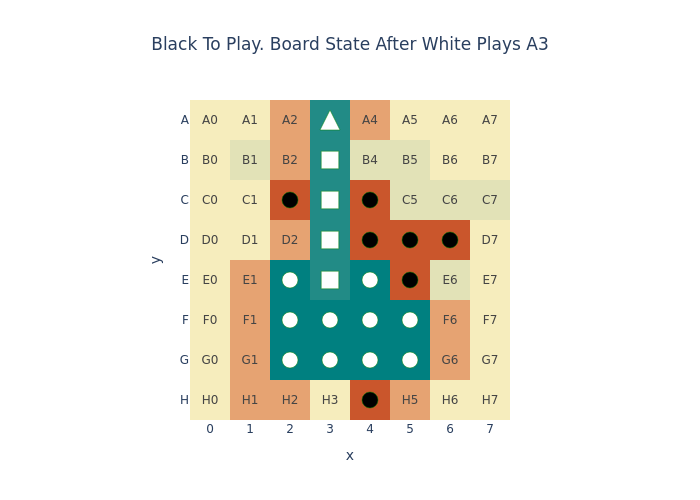 Black To Play. Board State After White Plays A3
A A0 A1 A2 A4 A5 A6 A7
B B0 B1 B2 B4 B5 B6 B7
C C0 C1 C5 C6 C7
D D0 D1 D2 D7
y
E E0 E1 E6 E7
F F0 F1 F6 F7
G G0 G1 G6 G7
H H0 H1 H2 H3 H5 H6 H7
0 1 2 3 4 5 6 7
x